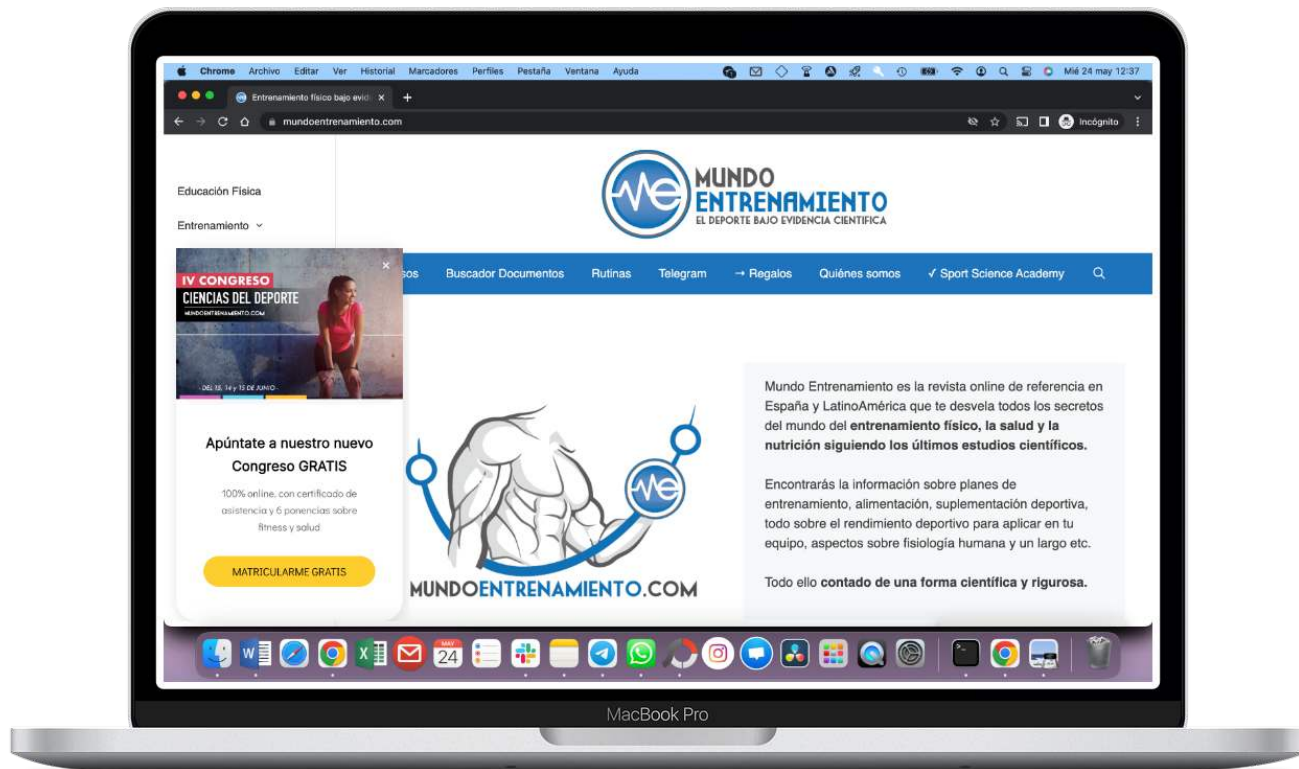 Chrome Archivo Editar Ver Historial Marcadores Perfiles Pestaña Ventana Ayuda
Mié 24 may 12:37
Entrenamiento físico bajo evid
mundoentrenamiento.com
Incógnito
Educación Física
Entrenamiento
MUNDO
ENTRENAMIENTO
EL DEPORTE BAJO EVIDENCIA CIENTIFICA
sos Buscador Documentos Rutinas Telegram → Regalos Quiénes somos ✓ Sport Science Academy
IV CONGRESO
CIENCIAS DEL DEPORTE
MUNDOENTRENAMIENTO.COM
- DEL 13, 14 y 15 DE JUNIO -
Apúntate a nuestro nuevo
Congreso GRATIS
100% online, con certificado de
asistencia y 6 ponencias sobre
fitness y salud
MATRICULARME GRATIS
MUNDOENTRENAMIENTO.COM
Mundo Entrenamiento es la revista online de referencia en
España y LatinoAmérica que te desvela todos los secretos
del mundo del entrenamiento físico, la salud y la
nutrición siguiendo los últimos estudios científicos.
Encontrarás la información sobre planes de
entrenamiento, alimentación, suplementación deportiva,
todo sobre el rendimiento deportivo para aplicar en tu
equipo, aspectos sobre fisiología humana y un largo etc.
Todo ello contado de una forma científica y rigurosa.
MAY
24
MacBook Pro